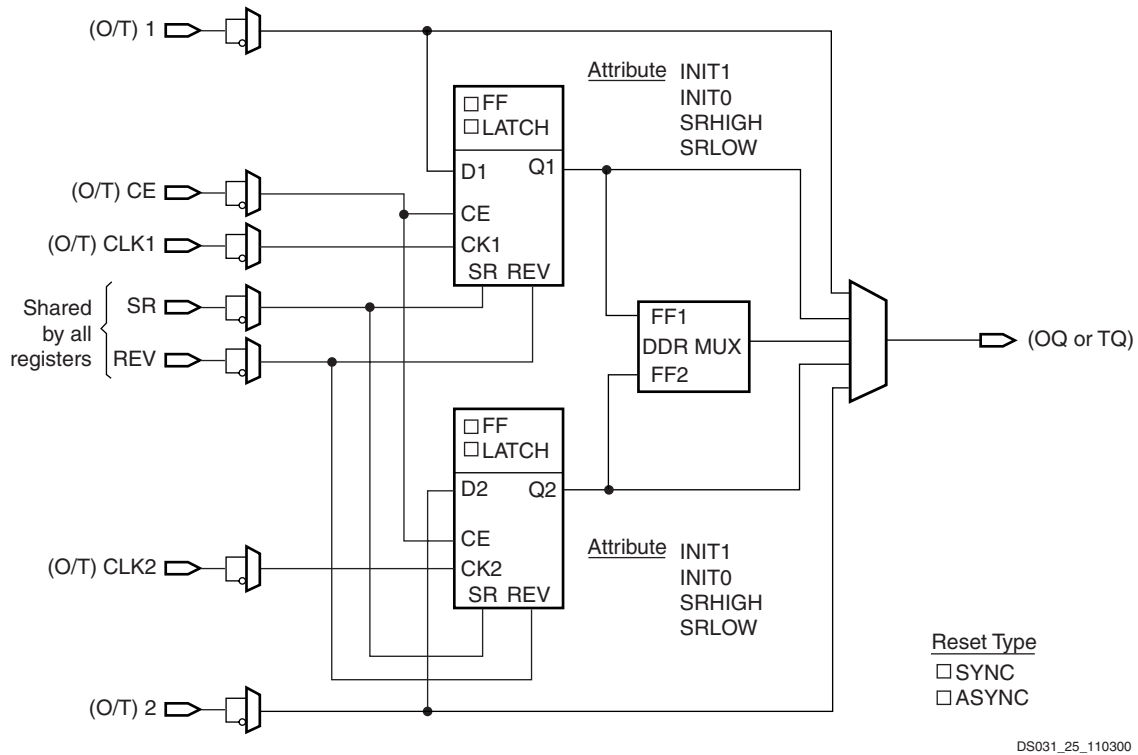 (O/T) 1
Attribute INIT1
INIT0
SRHIGH
SRLOW
FF
LATCH
D1 Q1
(O/T) CE
CE
(O/T) CLK1
CK1
SR REV
Shared
by all
registers
SR
REV
FF1
DDR MUX
FF2
(OQ or TQ)
FF
LATCH
D2 Q2
CE
Attribute INIT1
INIT0
SRHIGH
SRLOW
(O/T) CLK2
CK2
SR REV
Reset Type
SYNC
ASYNC
(O/T) 2
DS031_25_110300